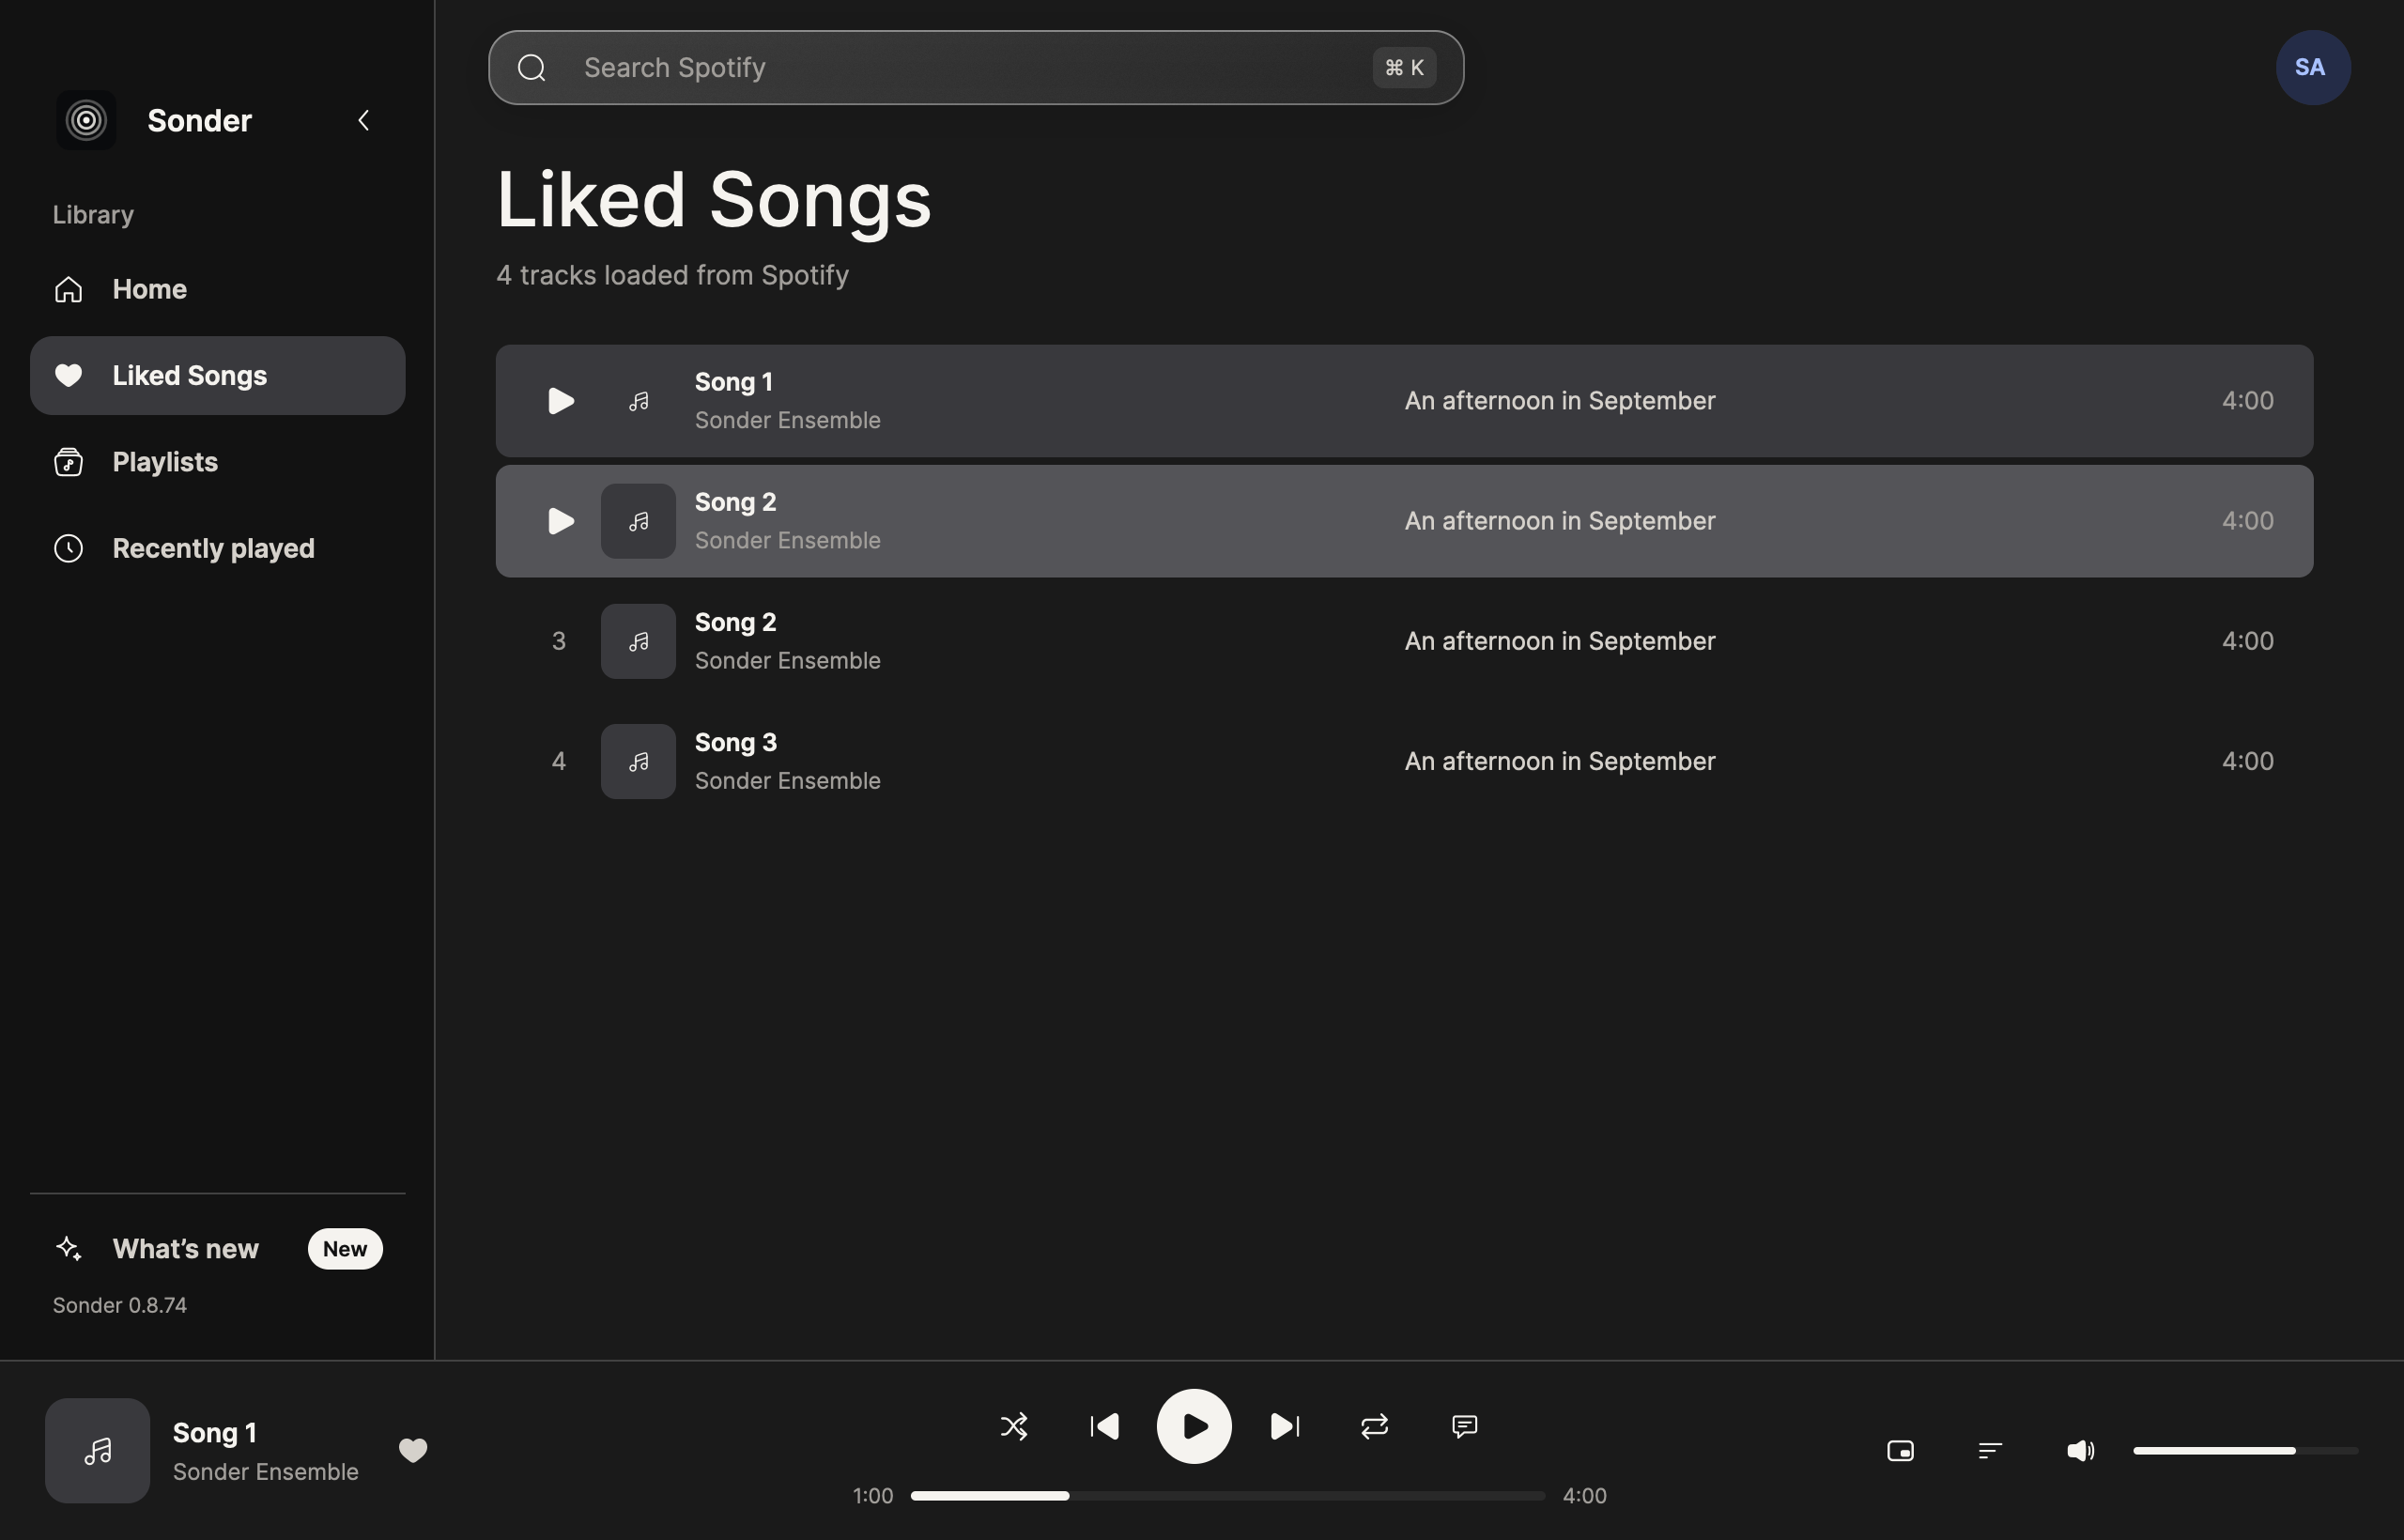 Search Spotify
⌘ K
SA
Sonder
Library
Home
Liked Songs
Playlists
Recently played
What’s new
New
Sonder 0.8.74
Liked Songs
4 tracks loaded from Spotify
Song 1
Sonder Ensemble
An afternoon in September
4:00
Song 2
Sonder Ensemble
An afternoon in September
4:00
3
Song 2
Sonder Ensemble
An afternoon in September
4:00
4
Song 3
Sonder Ensemble
An afternoon in September
4:00
Song 1
Sonder Ensemble
1:00
4:00